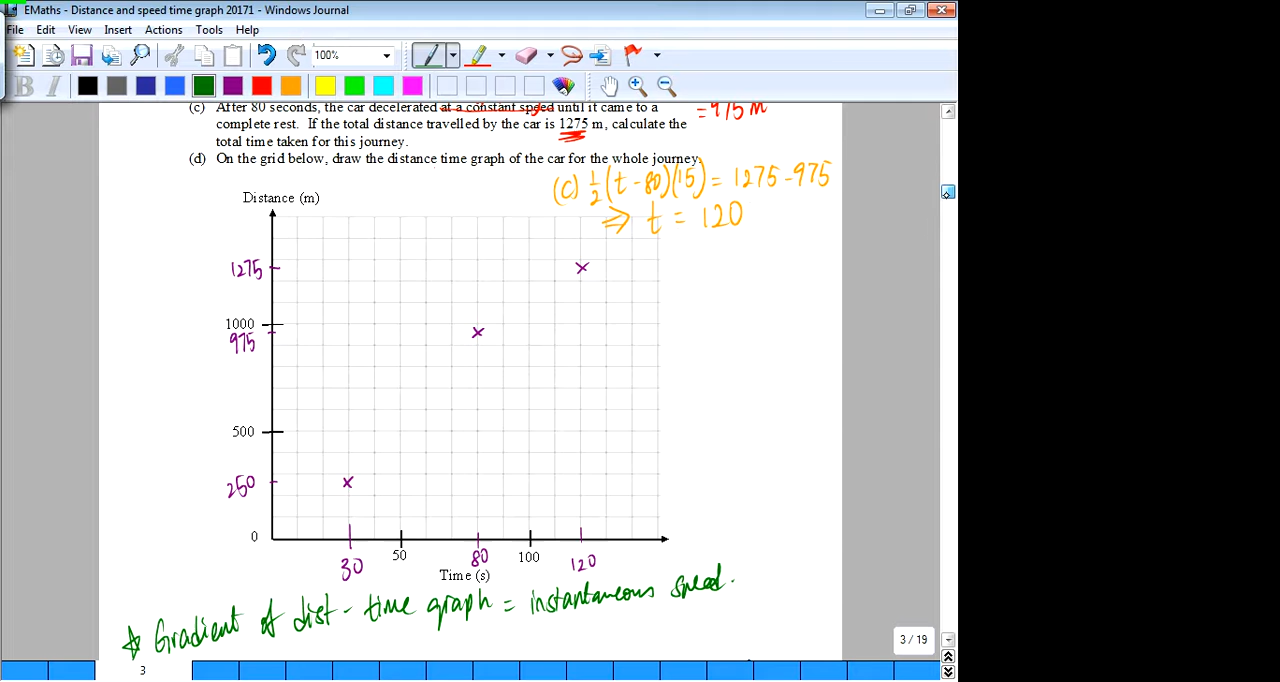 EMaths - Distance and speed time graph 20171 - Windows Journal
File Edit View Insert Actions Tools Help
100%
B I
(c) After 80 seconds, the car decelerated at a constant speed until it came to a
= 975 m
complete rest. If the total distance travelled by the car is 1275 m, calculate the
total time taken for this journey.
(d) On the grid below, draw the distance time graph of the car for the whole journey.
(c) ½(t-80)(15) = 1275-975
⇒ t = 120
Distance (m)
1275
1000
975
500
250
0
30
50
80
100
120
Time (s)
* Gradient of dist - time graph = instantaneous speed.
3 / 19
3